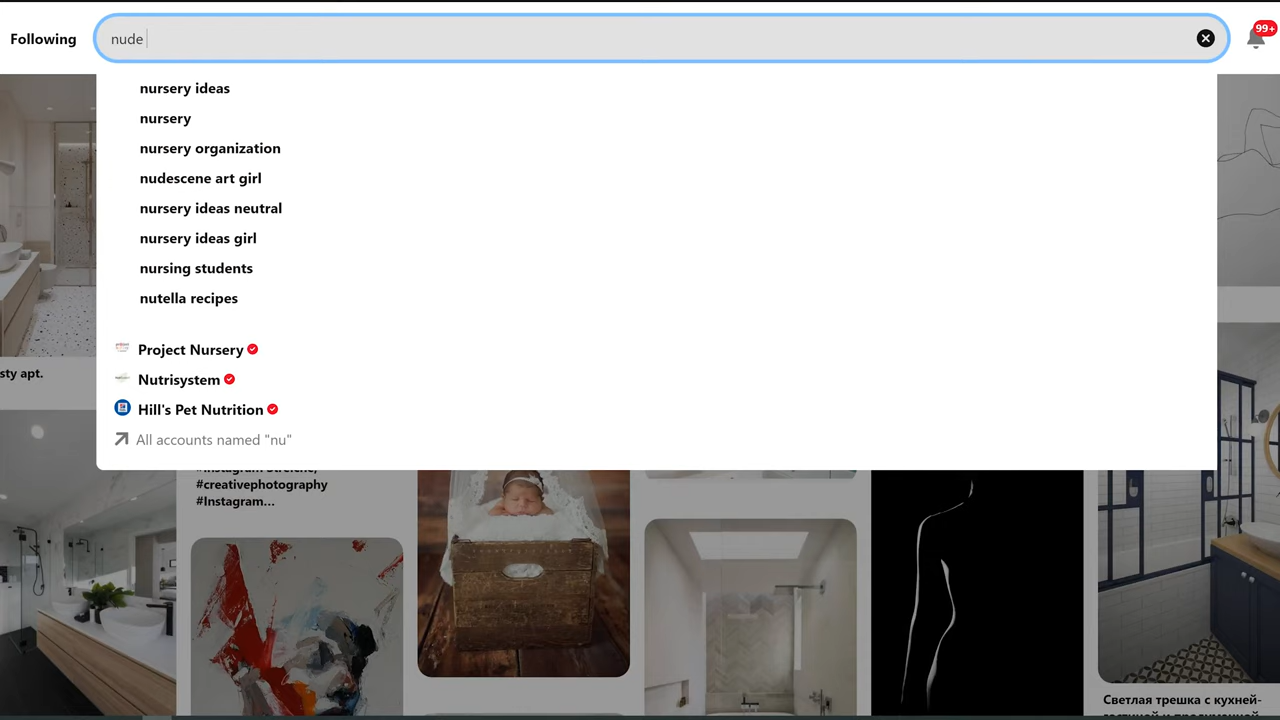 Following
nude
99+
nursery ideas
nursery
nursery organization
nudescene art girl
nursery ideas neutral
nursery ideas girl
nursing students
nutella recipes
Project Nursery
Nutrisystem
Hill's Pet Nutrition
All accounts named "nu"
sty apt.
#creativephotography
#Instagram...
Светлая трешка с кухней-